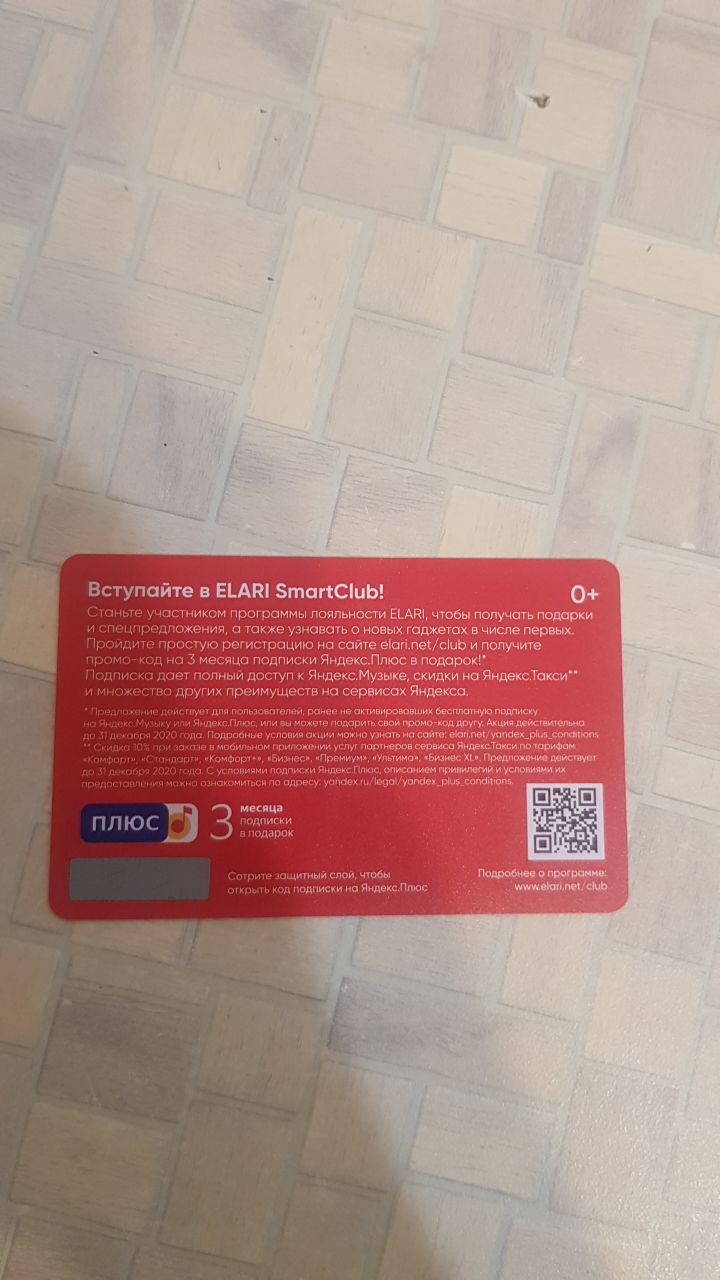 Вступайте в ELARI SmartClub!
0+
Станьте участником программы лояльности ELARI, чтобы получать подарки
и спецпредложения, а также узнавать о новых гаджетах в числе первых.
Пройдите простую регистрацию на сайте elari.net/club и получите
промо-код на 3 месяца подписки Яндекс.Плюс в подарок!*
Подписка дает полный доступ к Яндекс.Музыке, скидки на Яндекс.Такси**
и множество других преимуществ на сервисах Яндекса.
* Предложение действует для пользователей, ранее не активировавших бесплатную подписку
на Яндекс.Музыку или Яндекс.Плюс, или вы можете подарить свой промо-код другу. Акция действительна
до 31 декабря 2020 года. Подробные условия акции можно узнать на сайте: elari.net/yandex_plus_conditions
** Скидка 10% при заказе в мобильном приложении услуг партнеров сервиса Яндекс.Такси по тарифам
«Комфорт», «Стандарт», «Комфорт+», «Бизнес», «Премиум», «Ультима», «Бизнес XL». Предложение действует
до 31 декабря 2020 года. С условиями подписки Яндекс.Плюс, описанием привилегий и условиями их
предоставления можно ознакомиться по адресу: yandex.ru/legal/yandex_plus_conditions.
ПЛЮС
3 месяца
подписки
в подарок
Сотрите защитный слой, чтобы
открыть код подписки на Яндекс.Плюс
Подробнее о программе:
www.elari.net/club